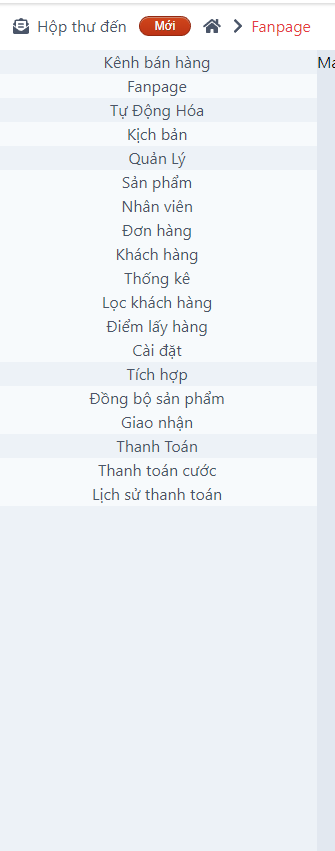 Hộp thư đến Mới Fanpage
Kênh bán hàng
Fanpage
Tự Động Hóa
Kịch bản
Quản Lý
Sản phẩm
Nhân viên
Đơn hàng
Khách hàng
Thống kê
Lọc khách hàng
Điểm lấy hàng
Cài đặt
Tích hợp
Đồng bộ sản phẩm
Giao nhận
Thanh Toán
Thanh toán cước
Lịch sử thanh toán